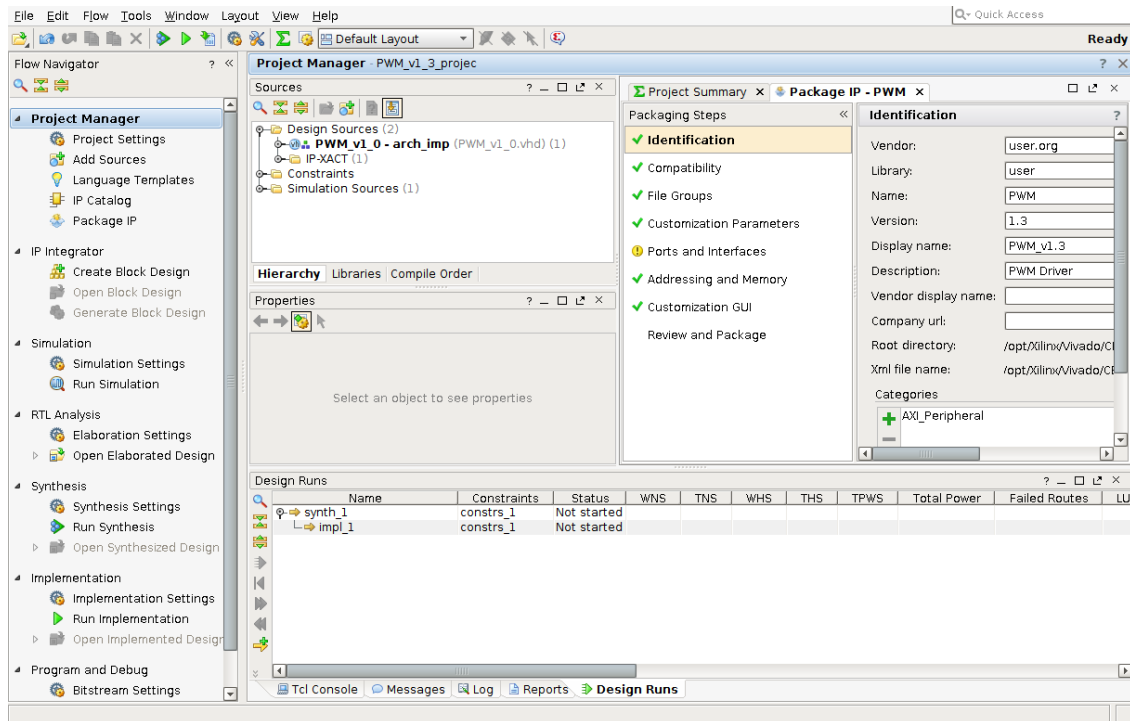 File Edit Flow Tools Window Layout View Help
Q- Quick Access
Default Layout
Ready
Flow Navigator ? «
Project Manager
Project Settings
Add Sources
Language Templates
IP Catalog
Package IP
IP Integrator
Create Block Design
Open Block Design
Generate Block Design
Simulation
Simulation Settings
Run Simulation
RTL Analysis
Elaboration Settings
Open Elaborated Design
Synthesis
Synthesis Settings
Run Synthesis
Open Synthesized Design
Implementation
Implementation Settings
Run Implementation
Open Implemented Design
Program and Debug
Bitstream Settings
Project Manager - PWM_v1_3_projec
Sources
Design Sources (2)
PWM_v1_0 - arch_imp (PWM_v1_0.vhd) (1)
IP-XACT (1)
Constraints
Simulation Sources (1)
Hierarchy Libraries Compile Order
Properties
Select an object to see properties
Project Summary × Package IP - PWM ×
Packaging Steps «
Identification
Compatibility
File Groups
Customization Parameters
Ports and Interfaces
Addressing and Memory
Customization GUI
Review and Package
Identification ?
Vendor: user.org
Library: user
Name: PWM
Version: 1.3
Display name: PWM_v1.3
Description: PWM Driver
Vendor display name:
Company url:
Root directory: /opt/Xilinx/Vivado/CI
Xml file name: /opt/Xilinx/Vivado/CI
Categories
AXI_Peripheral
Design Runs
Name Constraints Status WNS TNS WHS THS TPWS Total Power Failed Routes LU
synth_1 constrs_1 Not started
impl_1 constrs_1 Not started
Tcl Console Messages Log Reports Design Runs